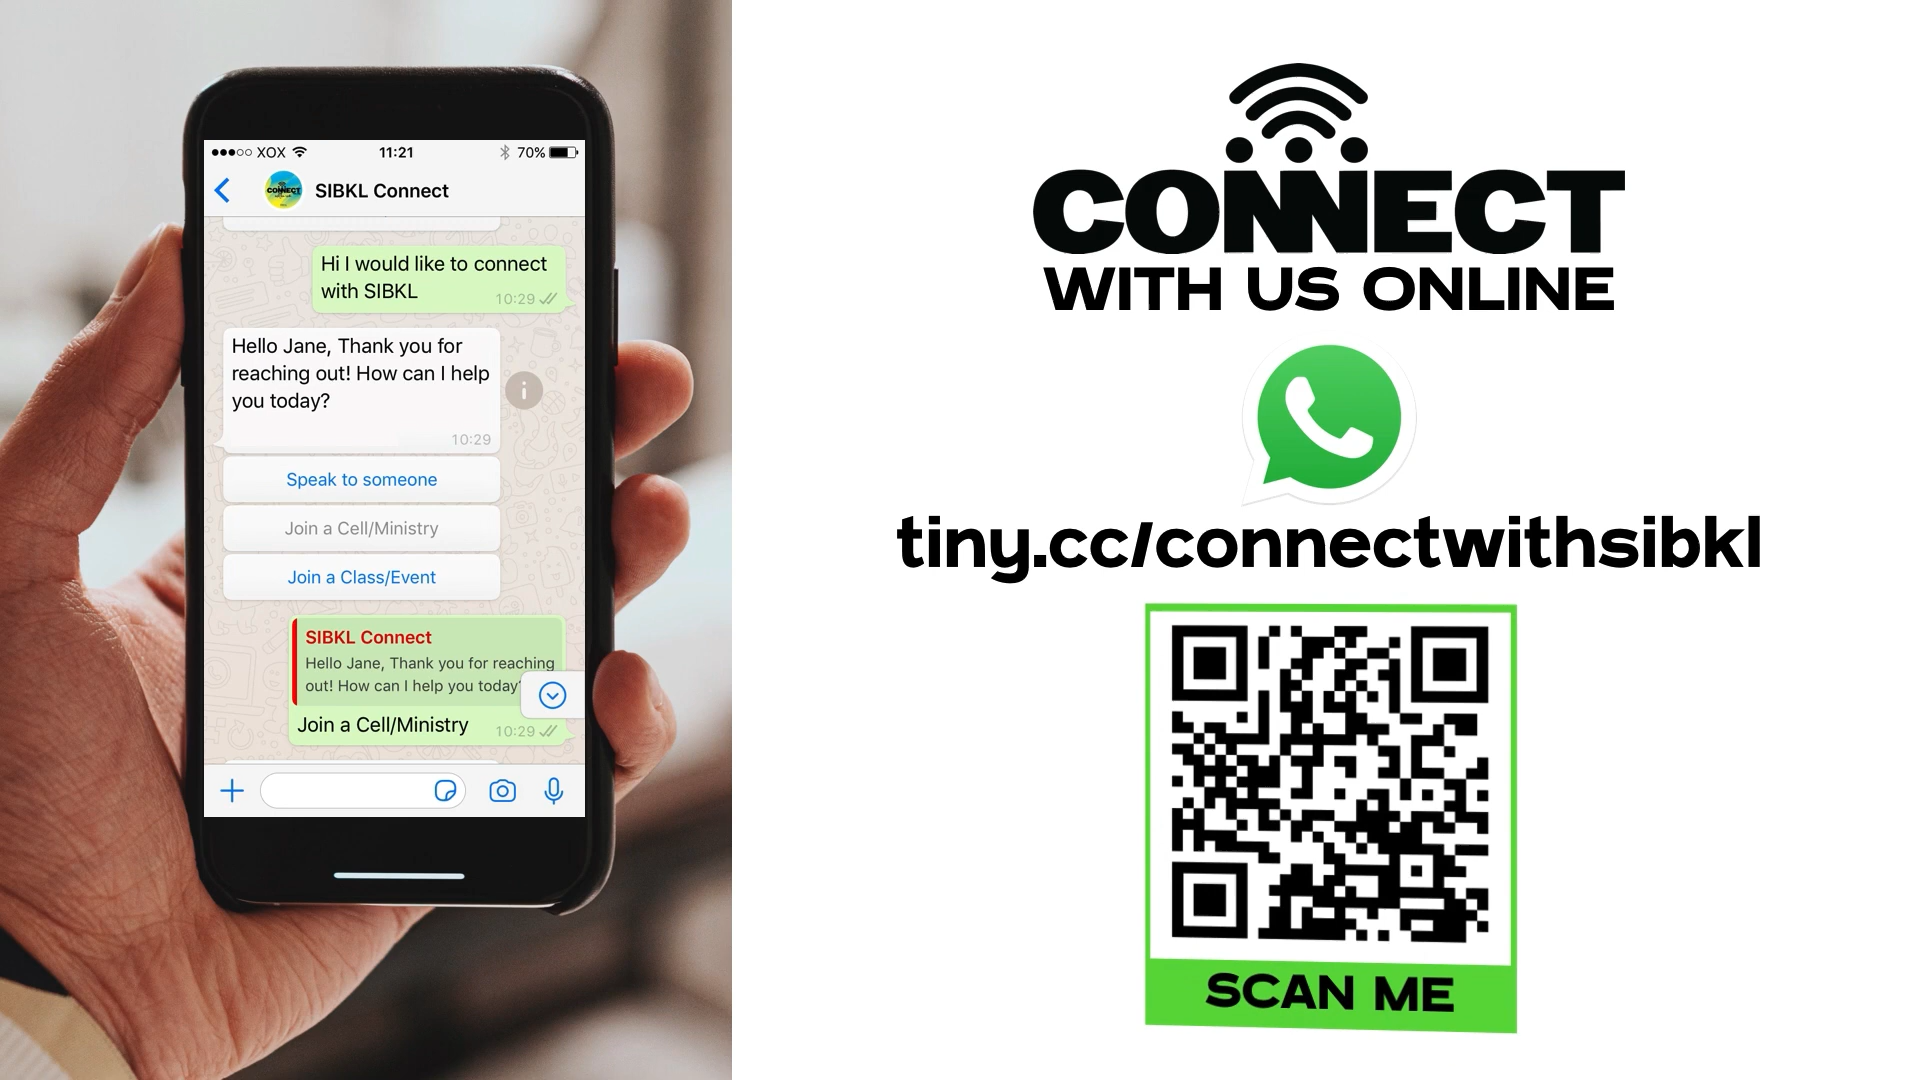 XOX
11:21
70%
CONNECT
SIBKL Connect
Hi I would like to connect
with SIBKL
10:29
Hello Jane, Thank you for
reaching out! How can I help
you today?
10:29
Speak to someone
Join a Cell/Ministry
Join a Class/Event
SIBKL Connect
Hello Jane, Thank you for reaching
out! How can I help you today?
Join a Cell/Ministry
10:29
CONNECT
WITH US ONLINE
tiny.cc/connectwithsibkl
SCAN ME